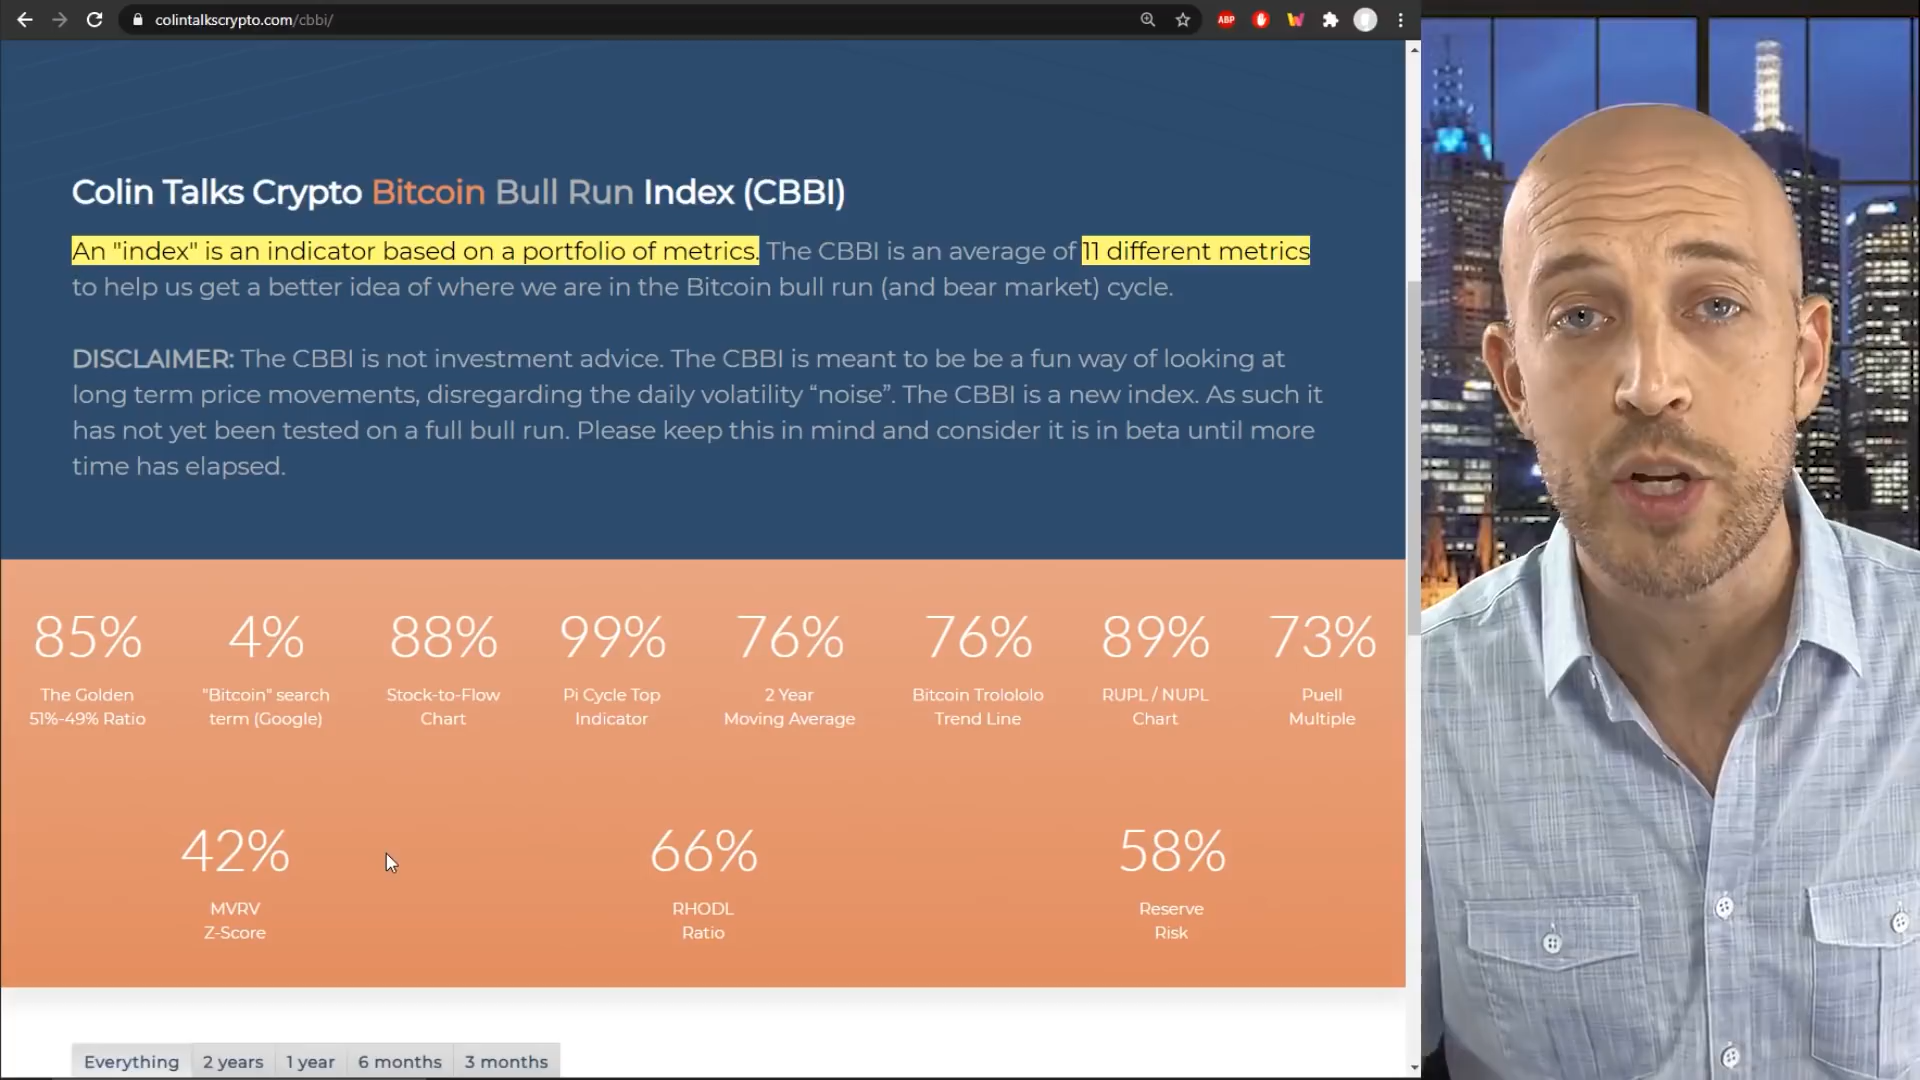 colintalkscrypto.com/cbbi/
ABP
Colin Talks Crypto Bitcoin Bull Run Index (CBBI)
An "index" is an indicator based on a portfolio of metrics. The CBBI is an average of 11 different metrics
to help us get a better idea of where we are in the Bitcoin bull run (and bear market) cycle.
DISCLAIMER: The CBBI is not investment advice. The CBBI is meant to be be a fun way of looking at
long term price movements, disregarding the daily volatility “noise”. The CBBI is a new index. As such it
has not yet been tested on a full bull run. Please keep this in mind and consider it is in beta until more
time has elapsed.
85% 4% 88% 99% 76% 76% 89% 73%
The Golden "Bitcoin" search Stock-to-Flow Pi Cycle Top 2 Year Bitcoin Trolololo RUPL / NUPL Puell
51%-49% Ratio term (Google) Chart Indicator Moving Average Trend Line Chart Multiple
42% 66% 58%
MVRV RHODL Reserve
Z-Score Ratio Risk
Everything 2 years 1 year 6 months 3 months